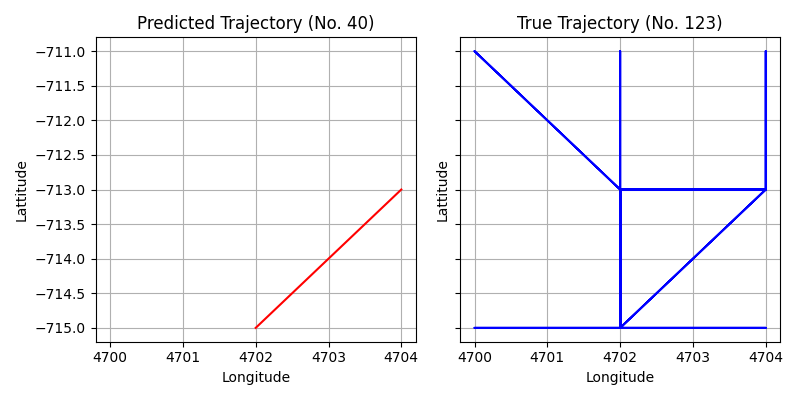 Predicted Trajectory (No. 40)
True Trajectory (No. 123)
Lattitude
−711.0
−711.5
−712.0
−712.5
−713.0
−713.5
−714.0
−714.5
−715.0
4700 4701 4702 4703 4704
Longitude
Lattitude
4700 4701 4702 4703 4704
Longitude